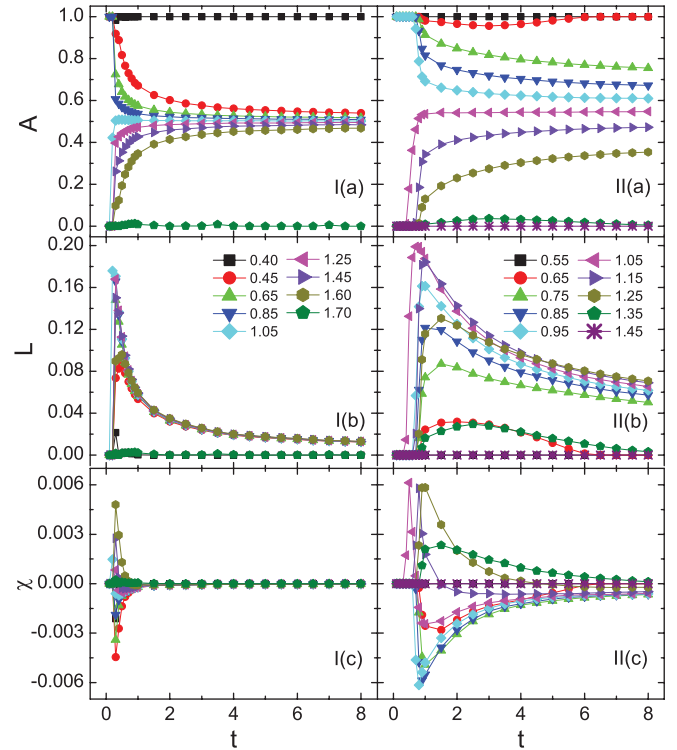 1.0
0.8
0.6
0.4
0.2
0.0
A
I(a)
II(a)
0.20
0.16
0.12
0.08
0.04
0.00
L
0.40 1.25
0.45 1.45
0.65 1.60
0.85 1.70
1.05
I(b)
0.55 1.05
0.65 1.15
0.75 1.25
0.85 1.35
0.95 1.45
II(b)
0.006
0.003
0.000
-0.003
-0.006
χ
I(c)
II(c)
0 2 4 6 8 0 2 4 6 8
t t